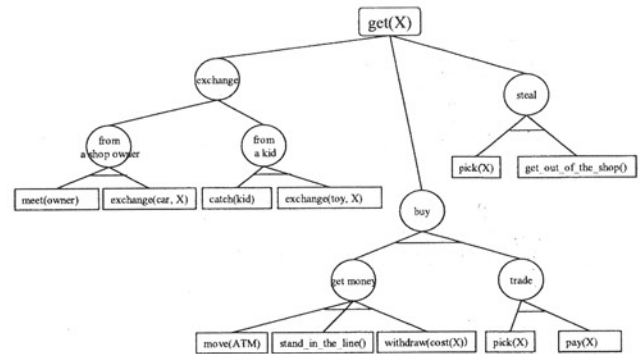 get(X)
exchange
steal
from
a shop owner
from
a kid
pick(X)
get_out_of_the_shop()
meet(owner)
exchange(car, X)
catch(kid)
exchange(toy, X)
buy
get money
trade
move(ATM)
stand_in_the_line()
withdraw(cost(X))
pick(X)
pay(X)